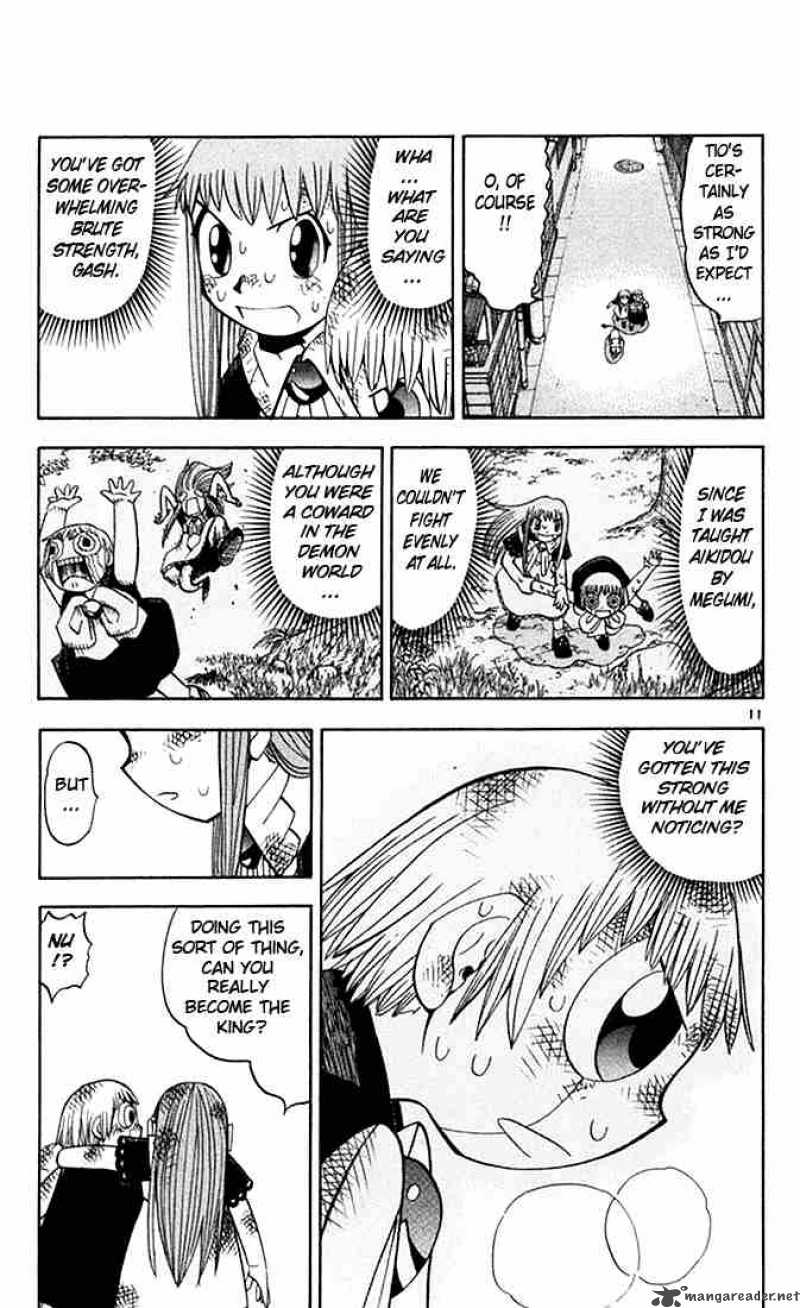 TIO'S
CER-
TAINLY
AS
STRONG
AS I'D
EXPECT
...
O, OF
COURSE
!!
WHA
...
WHAT
ARE
YOU
SAYING
...
YOU'VE GOT
SOME OVER-
WHELMING
BRUTE
STRENGTH,
GASH.
SINCE
I WAS
TAUGHT
AIKIDOU
BY
MEGUMI,
WE
COULDN'T
FIGHT
EVENLY
AT ALL.
ALTHOUGH
YOU WERE
A COWARD
IN THE
DEMON
WORLD
...
11
YOU'VE
GOTTEN THIS
STRONG
WITHOUT ME
NOTICING?
BUT
...
DOING THIS
SORT OF THING,
CAN YOU
REALLY
BECOME THE
KING?
NU
!?
mangareader.net